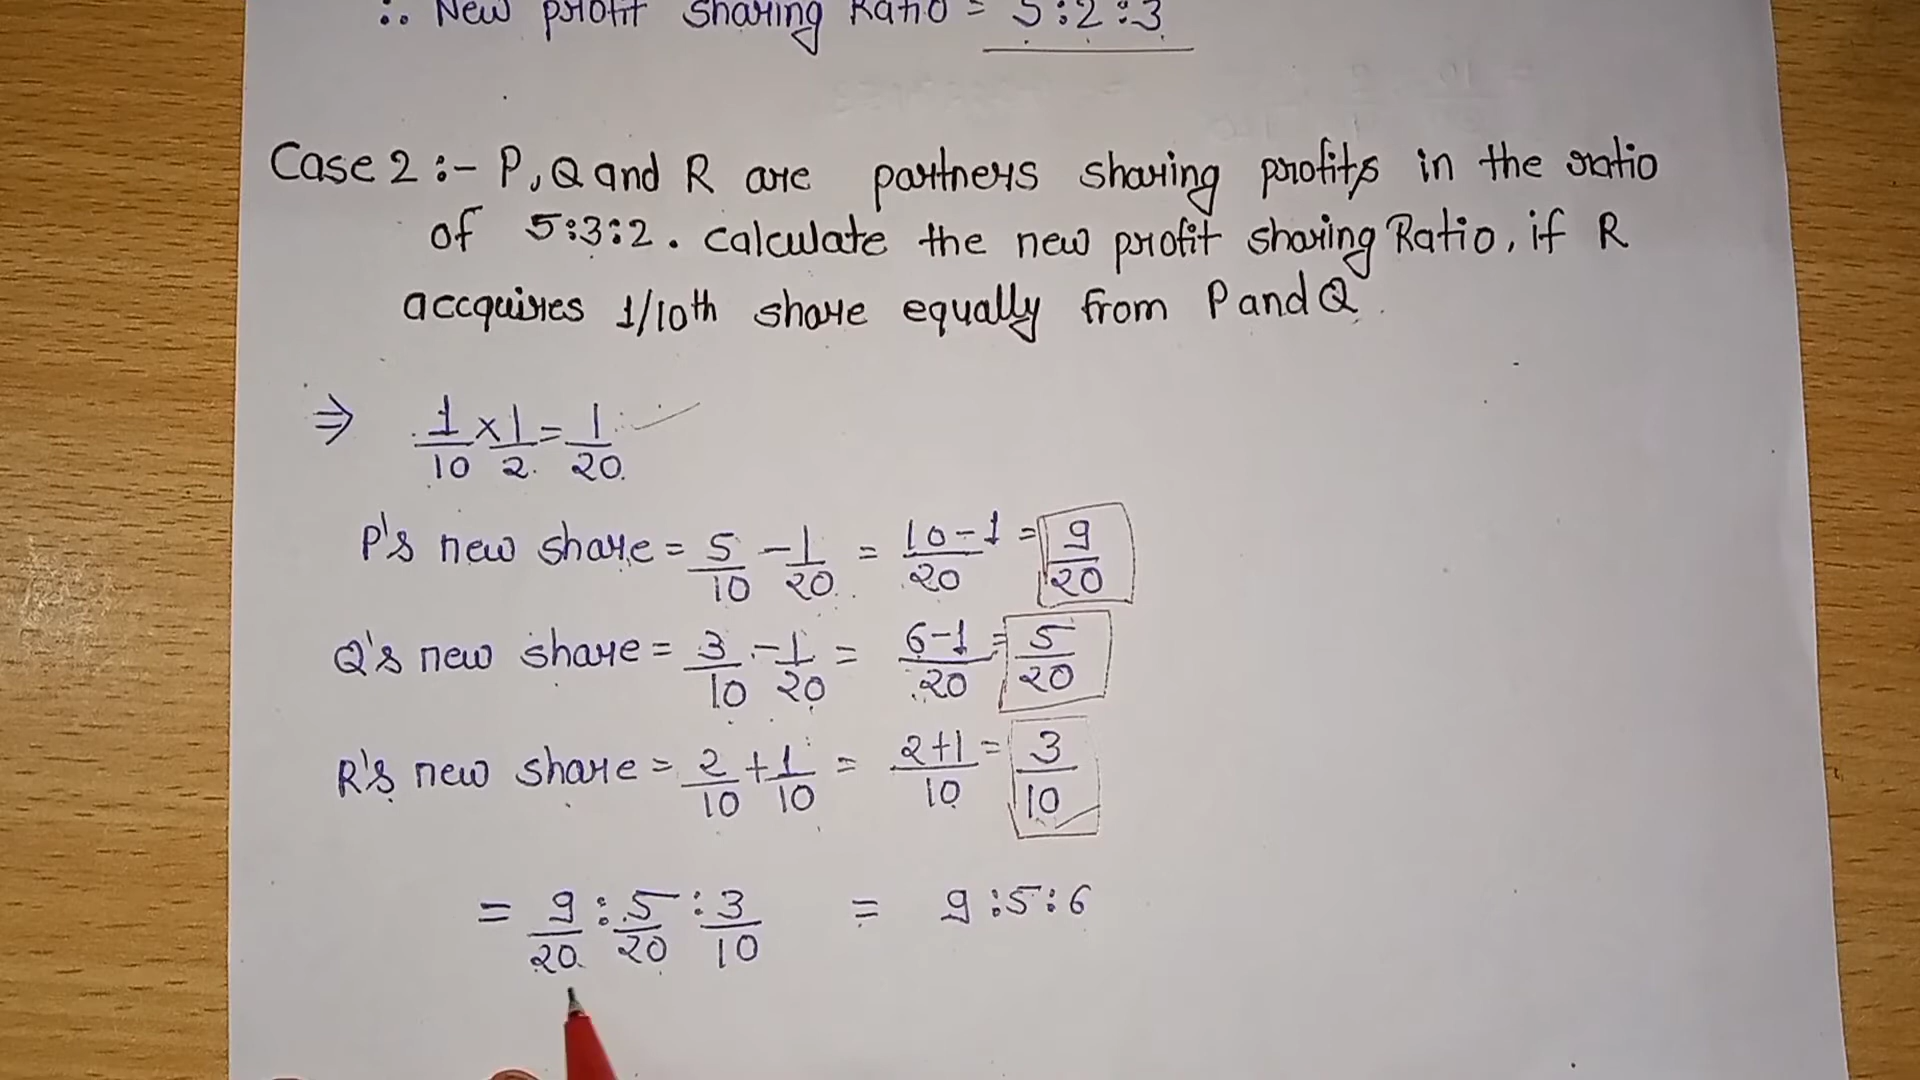 ∴ New profit sharing Ratio = 5:2:3
Case 2 :- P, Q and R are partners sharing profits in the ratio
of 5:3:2. calculate the new profit sharing Ratio, if R
accquires 1/10th share equally from P and Q.
⇒ 1/10 × 1/2 = 1/20
P's new share = 5/10 - 1/20 = 10-1/20 = 9/20
Q's new share = 3/10 - 1/20 = 6-1/20 = 5/20
R's new share = 2/10 + 1/10 = 2+1/10 = 3/10
= 9/20 : 5/20 : 3/10 = 9:5:6